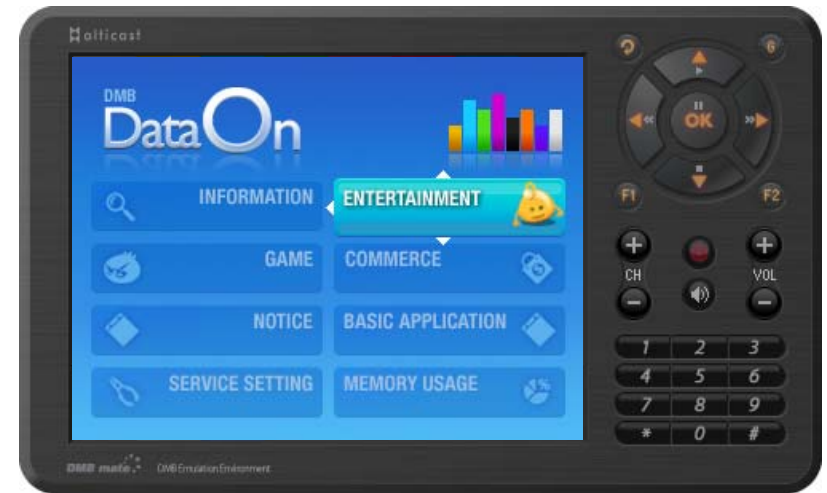 alticast
DMB
DataOn
INFORMATION
ENTERTAINMENT
GAME
COMMERCE
NOTICE
BASIC APPLICATION
SERVICE SETTING
MEMORY USAGE
%
G
OK
F1
F2
+ +
CH VOL
- -
1 2 3
4 5 6
7 8 9
* 0 #
DMB mate DMB Emulation Environment